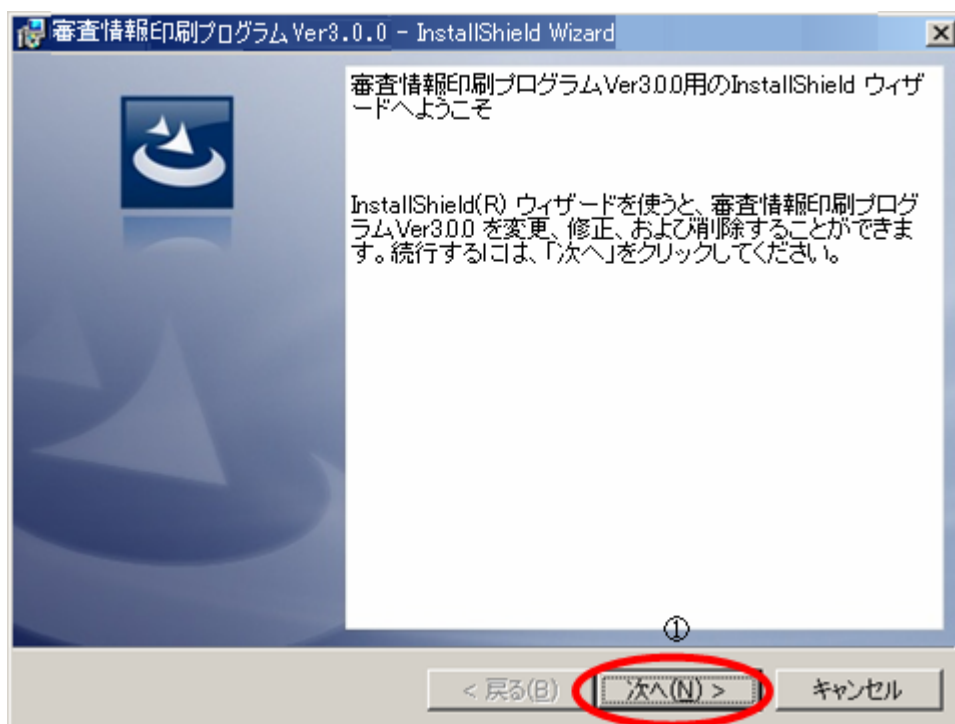 審査情報印刷プログラム Ver3.0.0 - InstallShield Wizard
審査情報印刷プログラムVer3.0.0用のInstallShield ウィザ
ードへようこそ
InstallShield(R) ウィザードを使うと、審査情報印刷プログ
ラムVer3.0.0 を変更、修正、および削除することができま
す。続行するには、「次へ」をクリックしてください。
①
< 戻る(B)
次へ(N) >
キャンセル